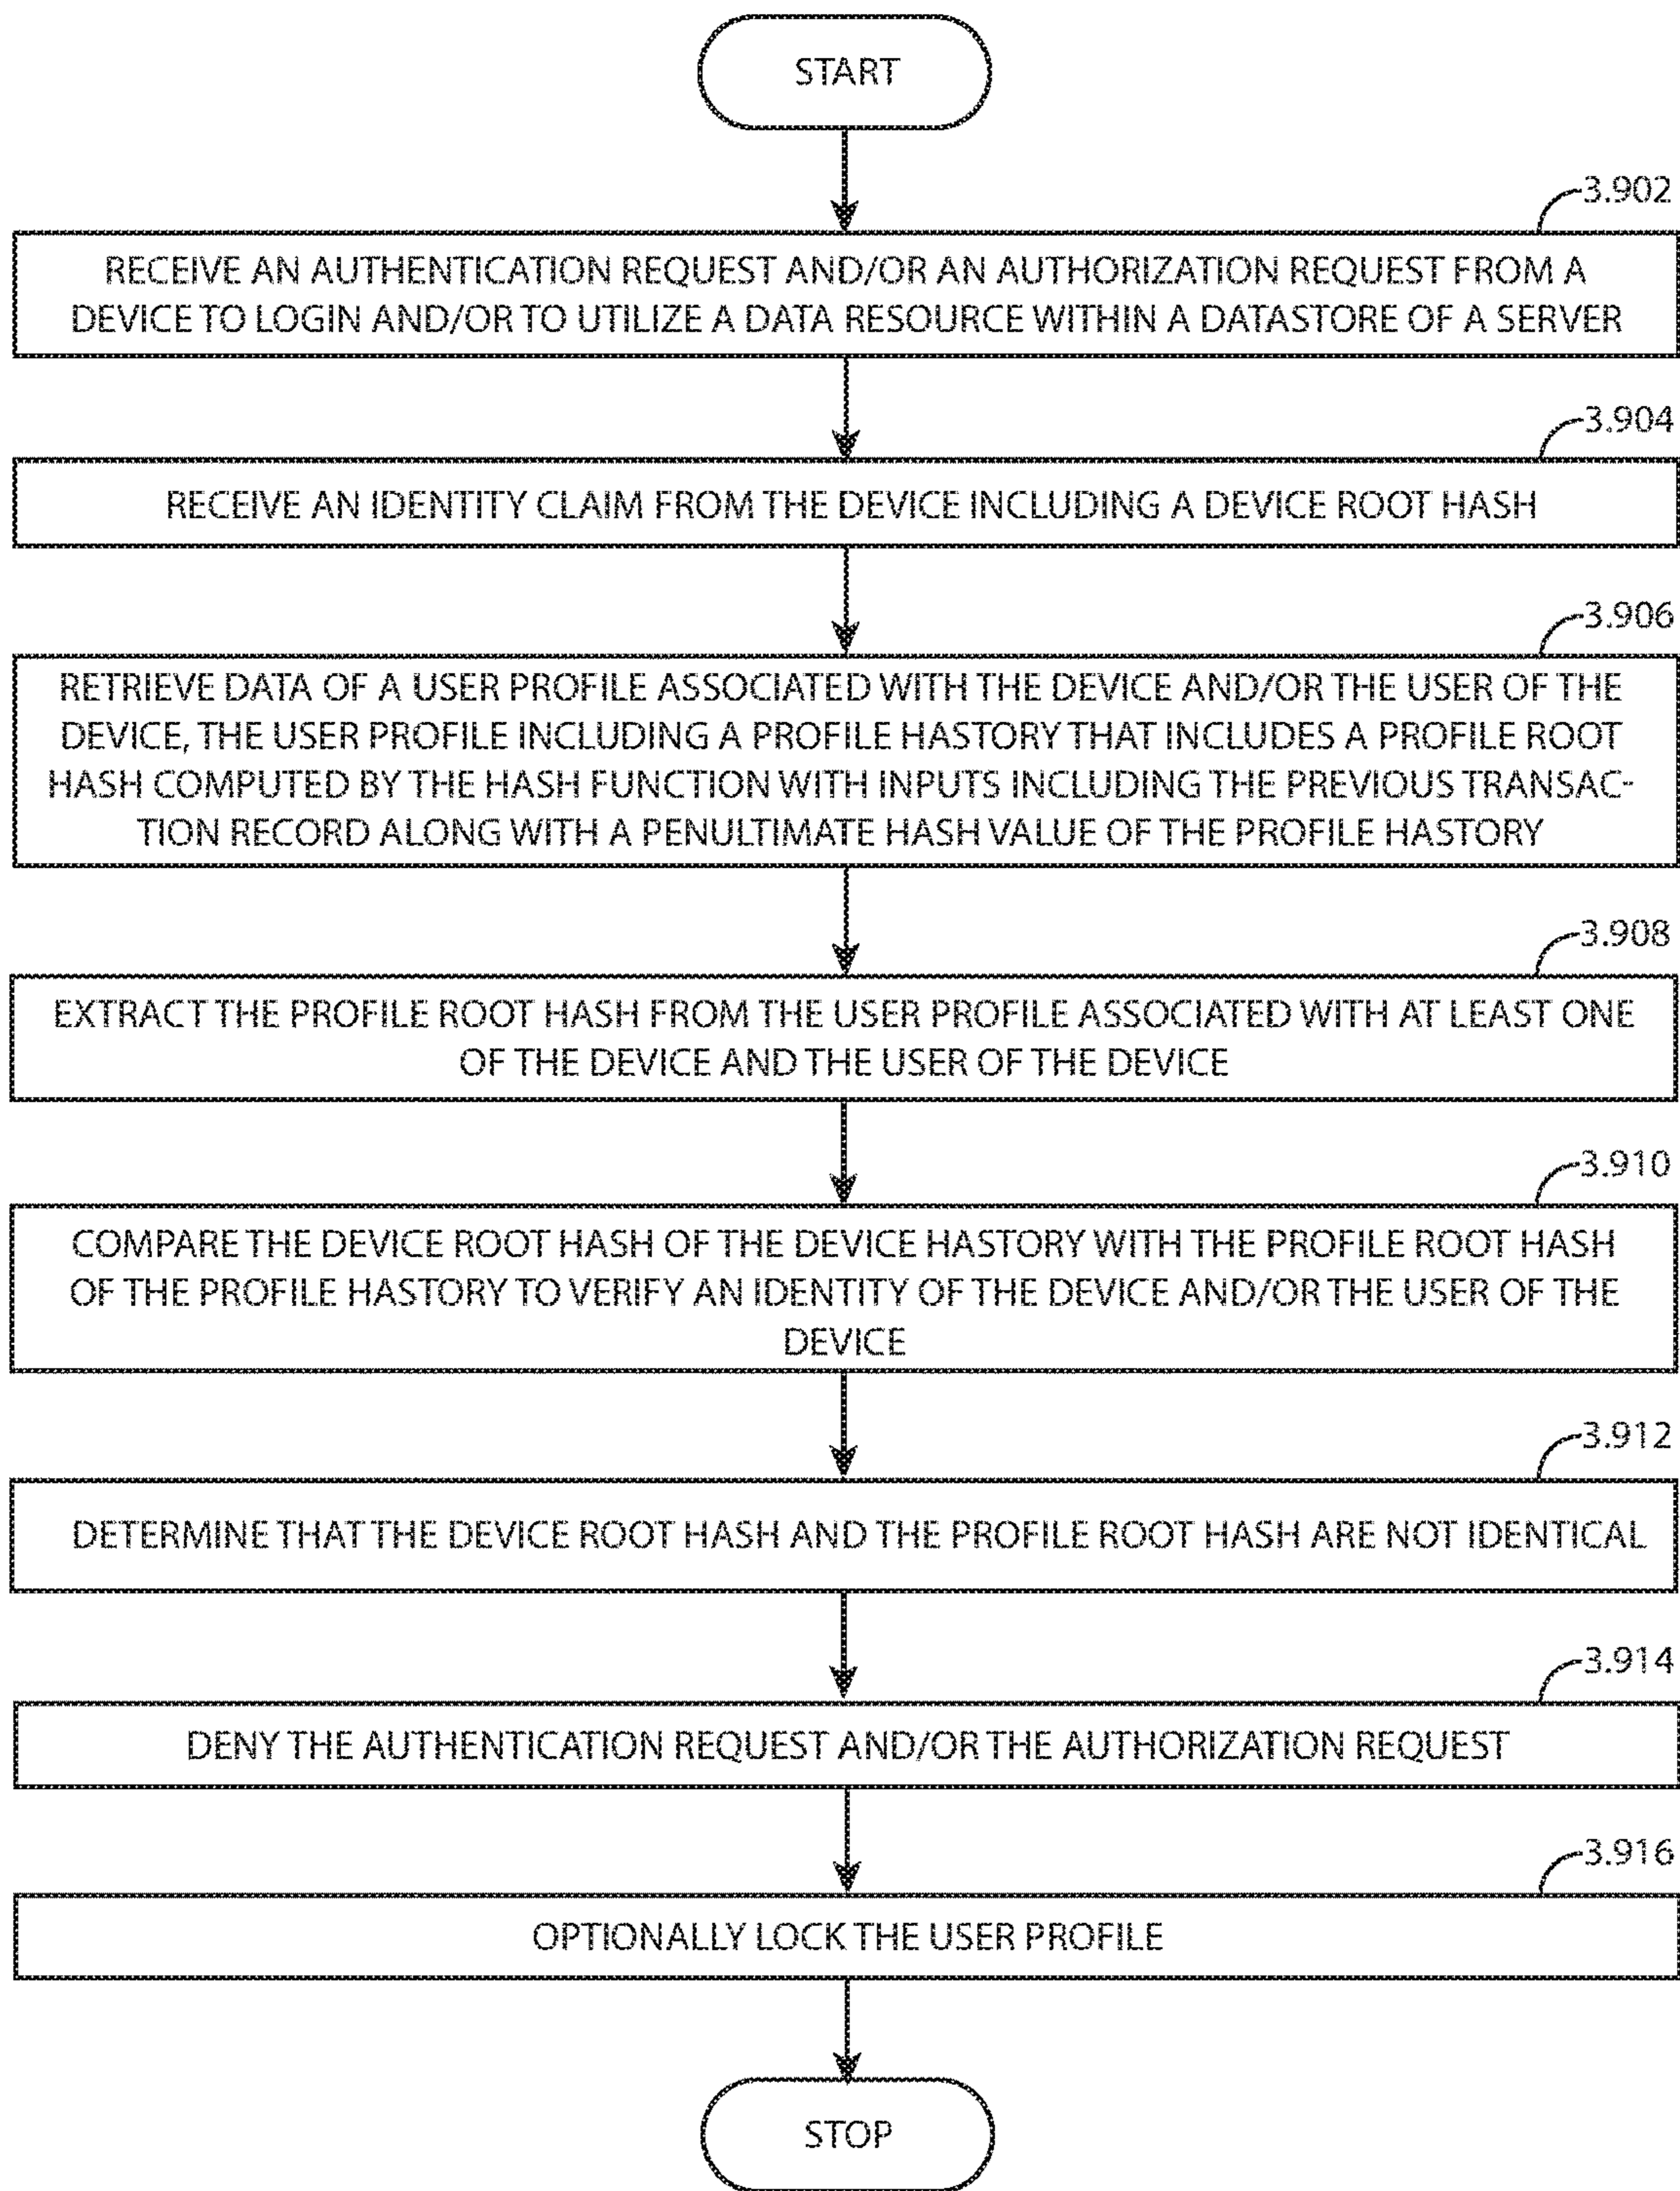 START
3.902
RECEIVE AN AUTHENTICATION REQUEST AND/OR AN AUTHORIZATION REQUEST FROM A
DEVICE TO LOGIN AND/OR TO UTILIZE A DATA RESOURCE WITHIN A DATASTORE OF A SERVER
3.904
RECEIVE AN IDENTITY CLAIM FROM THE DEVICE INCLUDING A DEVICE ROOT HASH
3.906
RETRIEVE DATA OF A USER PROFILE ASSOCIATED WITH THE DEVICE AND/OR THE USER OF THE
DEVICE, THE USER PROFILE INCLUDING A PROFILE HASTORY THAT INCLUDES A PROFILE ROOT
HASH COMPUTED BY THE HASH FUNCTION WITH INPUTS INCLUDING THE PREVIOUS TRANSAC-
TION RECORD ALONG WITH A PENULTIMATE HASH VALUE OF THE PROFILE HASTORY
3.908
EXTRACT THE PROFILE ROOT HASH FROM THE USER PROFILE ASSOCIATED WITH AT LEAST ONE
OF THE DEVICE AND THE USER OF THE DEVICE
3.910
COMPARE THE DEVICE ROOT HASH OF THE DEVICE HASTORY WITH THE PROFILE ROOT HASH
OF THE PROFILE HASTORY TO VERIFY AN IDENTITY OF THE DEVICE AND/OR THE USER OF THE
DEVICE
3.912
DETERMINE THAT THE DEVICE ROOT HASH AND THE PROFILE ROOT HASH ARE NOT IDENTICAL
3.914
DENY THE AUTHENTICATION REQUEST AND/OR THE AUTHORIZATION REQUEST
3.916
OPTIONALLY LOCK THE USER PROFILE
STOP